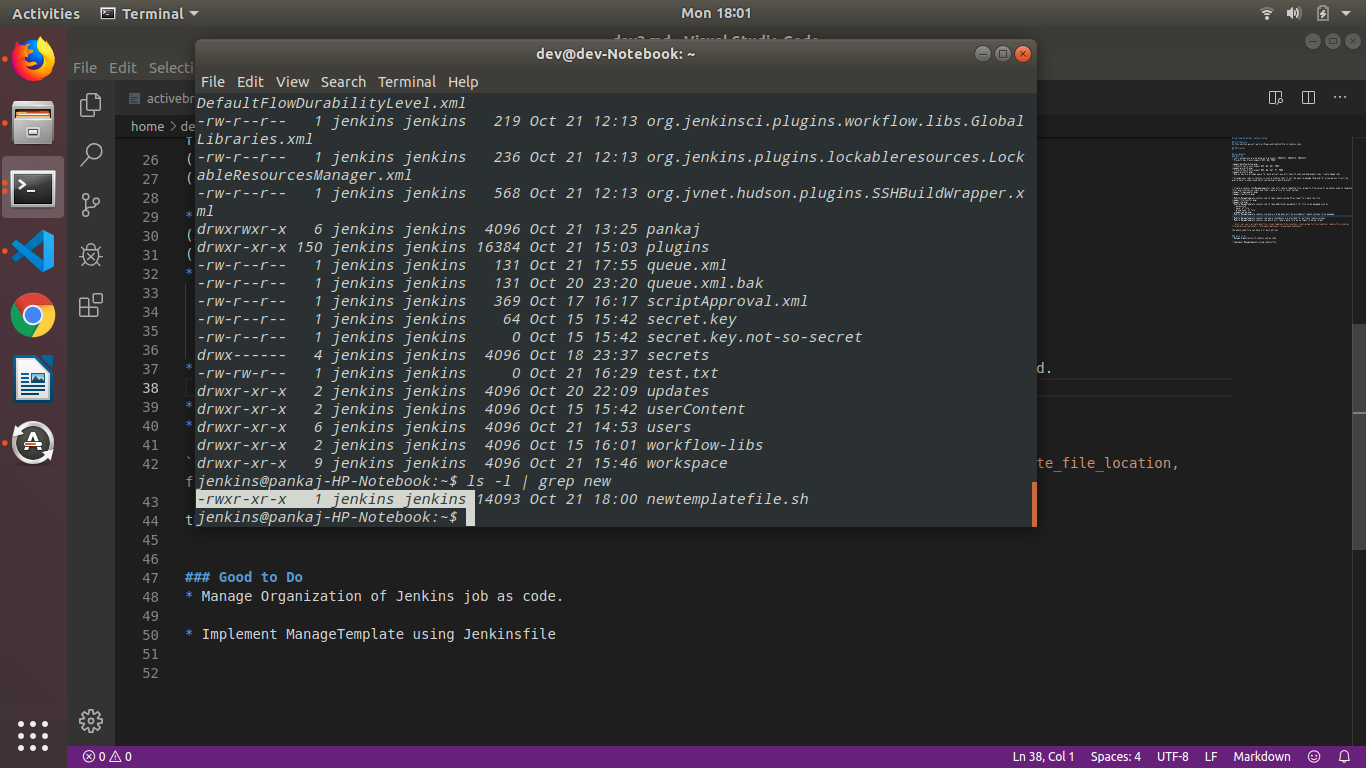 Activities
Terminal
Mon 18:01
File Edit Selecti
dev@dev-Notebook: ~
File Edit View Search Terminal Help
activebr
home > de
DefaultFlowDurabilityLevel.xml
-rw-r--r-- 1 jenkins jenkins 219 Oct 21 12:13 org.jenkinsci.plugins.workflow.libs.Global
Libraries.xml
-rw-r--r-- 1 jenkins jenkins 236 Oct 21 12:13 org.jenkins.plugins.lockableresources.Lock
ableResourcesManager.xml
-rw-r--r-- 1 jenkins jenkins 568 Oct 21 12:13 org.jvnet.hudson.plugins.SSHBuildWrapper.x
ml
drwxrwxr-x 6 jenkins jenkins 4096 Oct 21 13:25 pankaj
drwxr-xr-x 150 jenkins jenkins 16384 Oct 21 15:03 plugins
-rw-r--r-- 1 jenkins jenkins 131 Oct 21 17:55 queue.xml
-rw-r--r-- 1 jenkins jenkins 131 Oct 20 23:20 queue.xml.bak
-rw-r--r-- 1 jenkins jenkins 369 Oct 17 16:17 scriptApproval.xml
-rw-r--r-- 1 jenkins jenkins 64 Oct 15 15:42 secret.key
-rw-r--r-- 1 jenkins jenkins 0 Oct 15 15:42 secret.key.not-so-secret
drwx------ 4 jenkins jenkins 4096 Oct 18 23:37 secrets
-rw-rw-r-- 1 jenkins jenkins 0 Oct 21 16:29 test.txt
drwxr-xr-x 2 jenkins jenkins 4096 Oct 20 22:09 updates
drwxr-xr-x 2 jenkins jenkins 4096 Oct 15 15:42 userContent
drwxr-xr-x 6 jenkins jenkins 4096 Oct 21 14:53 users
drwxr-xr-x 2 jenkins jenkins 4096 Oct 15 16:01 workflow-libs
drwxr-xr-x 9 jenkins jenkins 4096 Oct 21 15:46 workspace
jenkins@pankaj-HP-Notebook:~$ ls -l | grep new
-rwxr-xr-x 1 jenkins jenkins 14093 Oct 21 18:00 newtemplatefile.sh
jenkins@pankaj-HP-Notebook:~$
26 (
27 (
28
29 *
30 (
31 (
32 *
33
34
35
36
37 * d.
38
39 *
40 *
41
42 ` te_file_location,
f
43
44 t
45
46
47 ### Good to Do
48 * Manage Organization of Jenkins job as code.
49
50 * Implement ManageTemplate using Jenkinsfile
51
52
0 0
Ln 38, Col 1 Spaces: 4 UTF-8 LF Markdown